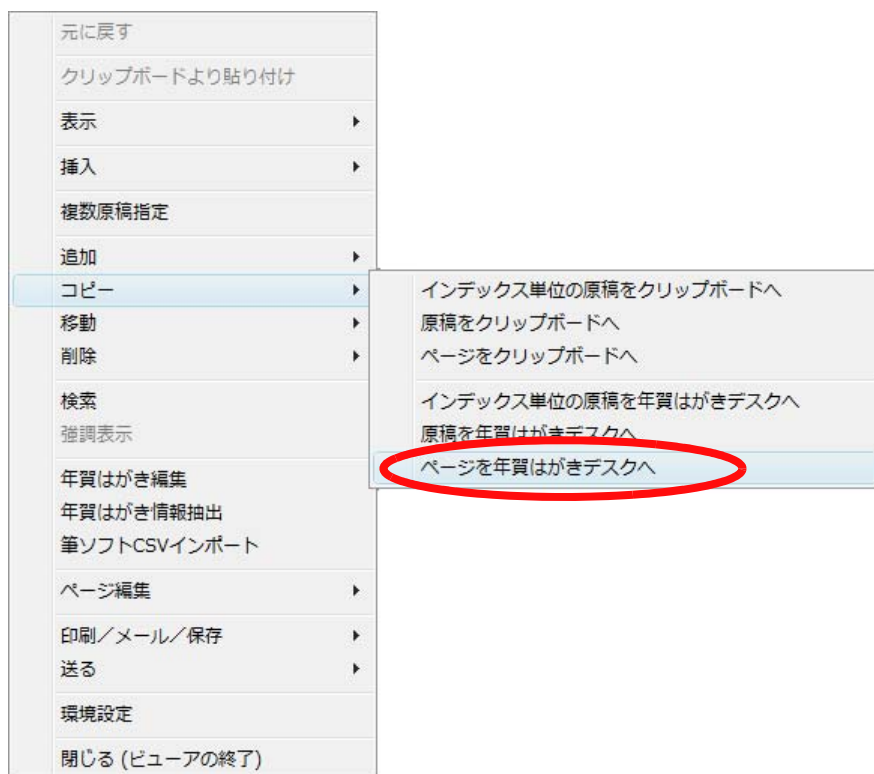 元に戻す
クリップボードより貼り付け
表示
挿入
複数原稿指定
追加
コピー
移動
削除
検索
強調表示
年賀はがき編集
年賀はがき情報抽出
筆ソフトCSVインポート
ページ編集
印刷／メール／保存
送る
環境設定
閉じる (ビューアの終了)
インデックス単位の原稿をクリップボードへ
原稿をクリップボードへ
ページをクリップボードへ
インデックス単位の原稿を年賀はがきデスクへ
原稿を年賀はがきデスクへ
ページを年賀はがきデスクへ